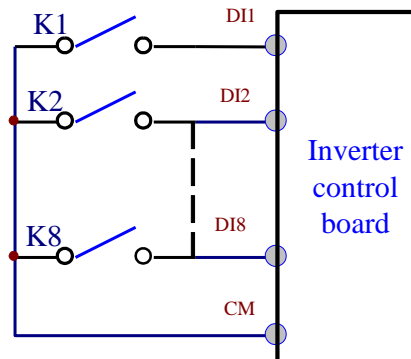 K1
DI1
K2
DI2
Inverter
control
board
K8
DI8
CM